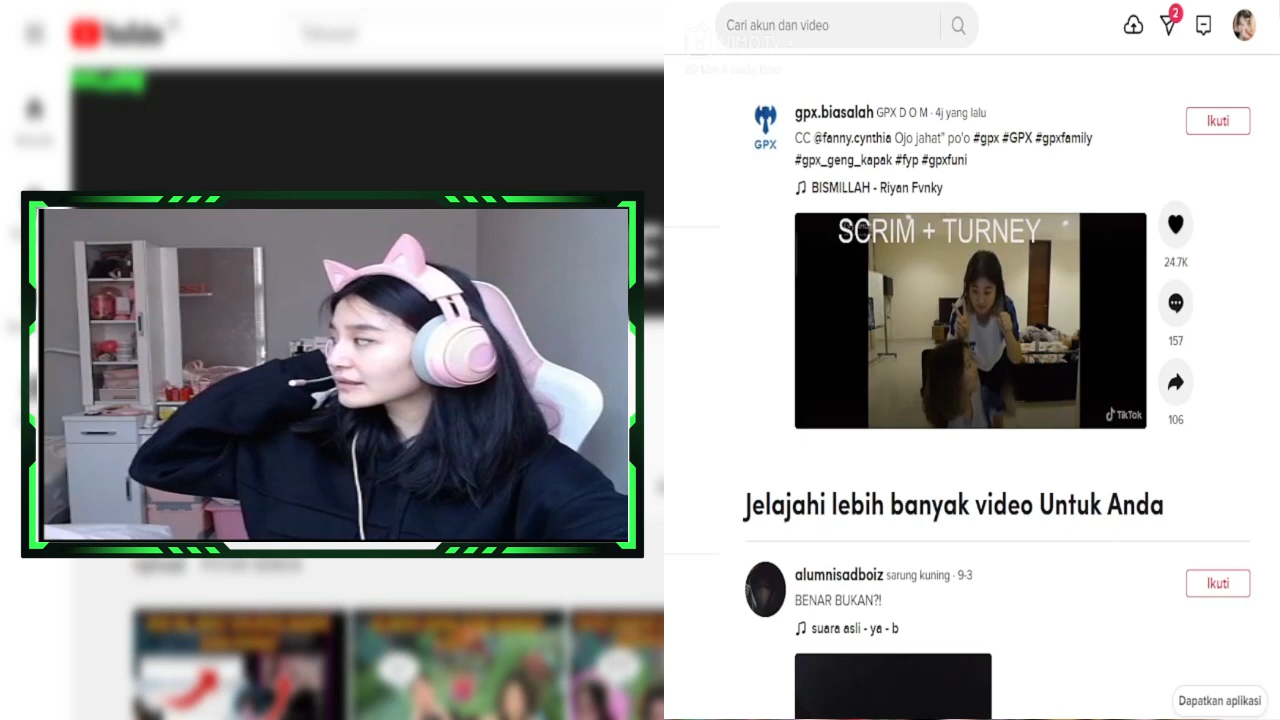 Cari akun dan video
2
gpx.biasalah GPX D O M · 4j yang lalu
Ikuti
CC @fanny.cynthia Ojo jahat" po'o #gpx #GPX #gpxfamily
#gpx_geng_kapak #fyp #gpxfuni
GPX
BISMILLAH - Riyan Fvnky
SCRIM + TURNEY
24.7K
157
TikTok
106
Jelajahi lebih banyak video Untuk Anda
alumnisadboiz sarung kuning · 9-3
Ikuti
BENAR BUKAN?!
suara asli - ya - b
Dapatkan aplikasi